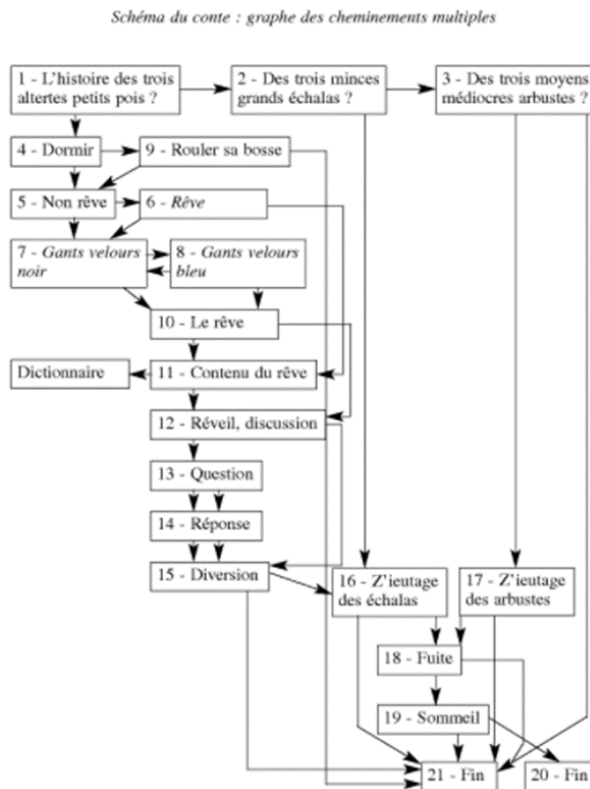 Schéma du conte : graphe des cheminements multiples
1 - L'histoire des trois
altertes petits pois ?
2 - Des trois minces
grands échalas ?
3 - Des trois moyens
médiocres arbustes ?
4 - Dormir
9 - Rouler sa bosse
5 - Non rêve
6 - Rêve
7 - Gants velours
noir
8 - Gants velours
bleu
10 - Le rêve
Dictionnaire
11 - Contenu du rêve
12 - Réveil, discussion
13 - Question
14 - Réponse
15 - Diversion
16 - Z'ieutage
des échalas
17 - Z'ieutage
des arbustes
18 - Fuite
19 - Sommeil
21 - Fin
20 - Fin